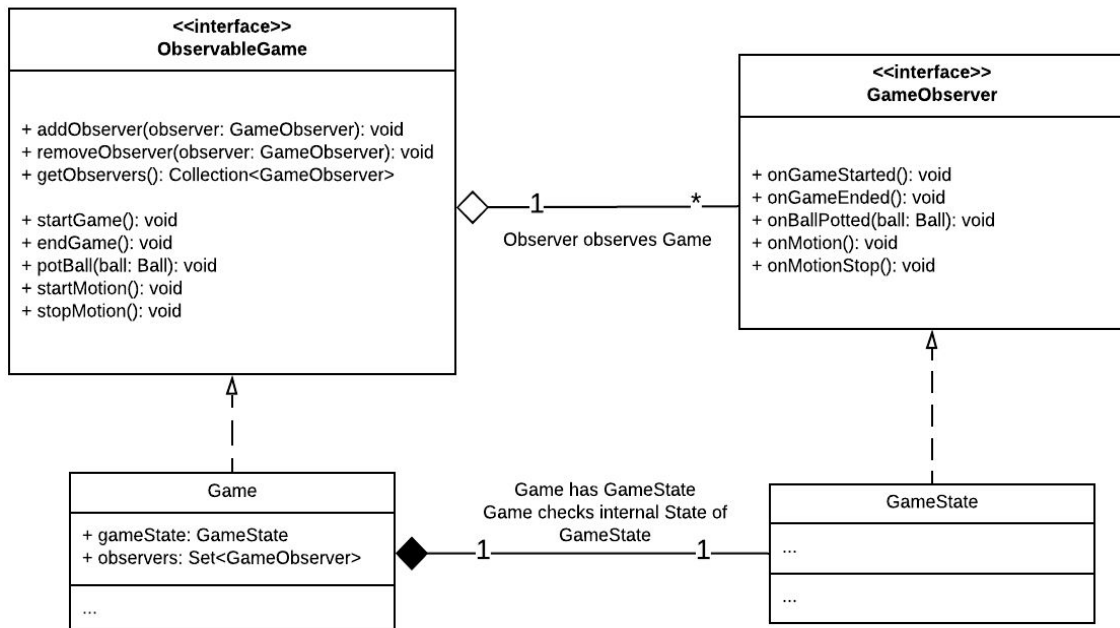 <<interface>>
ObservableGame
+ addObserver(observer: GameObserver): void
+ removeObserver(observer: GameObserver): void
+ getObservers(): Collection<GameObserver>
+ startGame(): void
+ endGame(): void
+ potBall(ball: Ball): void
+ startMotion(): void
+ stopMotion(): void
<<interface>>
GameObserver
+ onGameStarted(): void
+ onGameEnded(): void
+ onBallPotted(ball: Ball): void
+ onMotion(): void
+ onMotionStop(): void
1
*
Observer observes Game
Game
+ gameState: GameState
+ observers: Set<GameObserver>
...
Game has GameState
Game checks internal State of
GameState
1
1
GameState
...
...